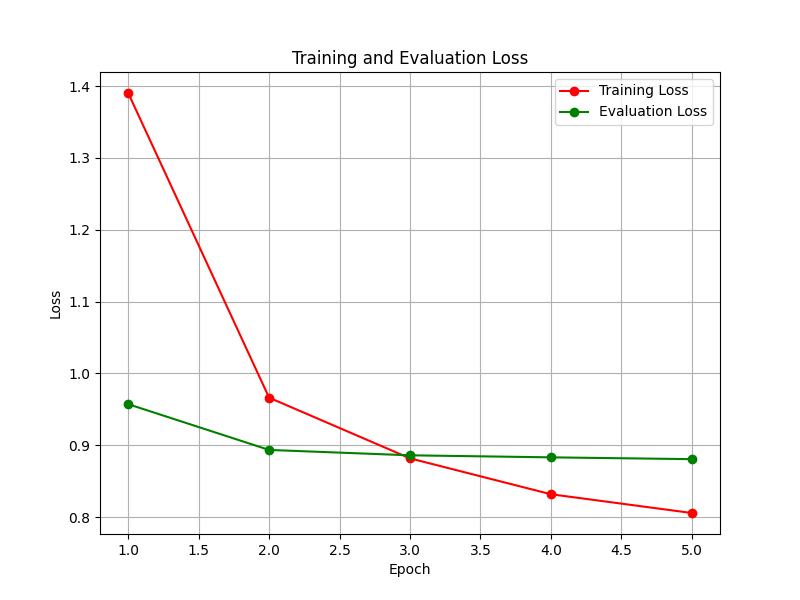 Training and Evaluation Loss
Training Loss
Evaluation Loss
1.4
1.3
1.2
1.1
1.0
0.9
0.8
Loss
1.0 1.5 2.0 2.5 3.0 3.5 4.0 4.5 5.0
Epoch